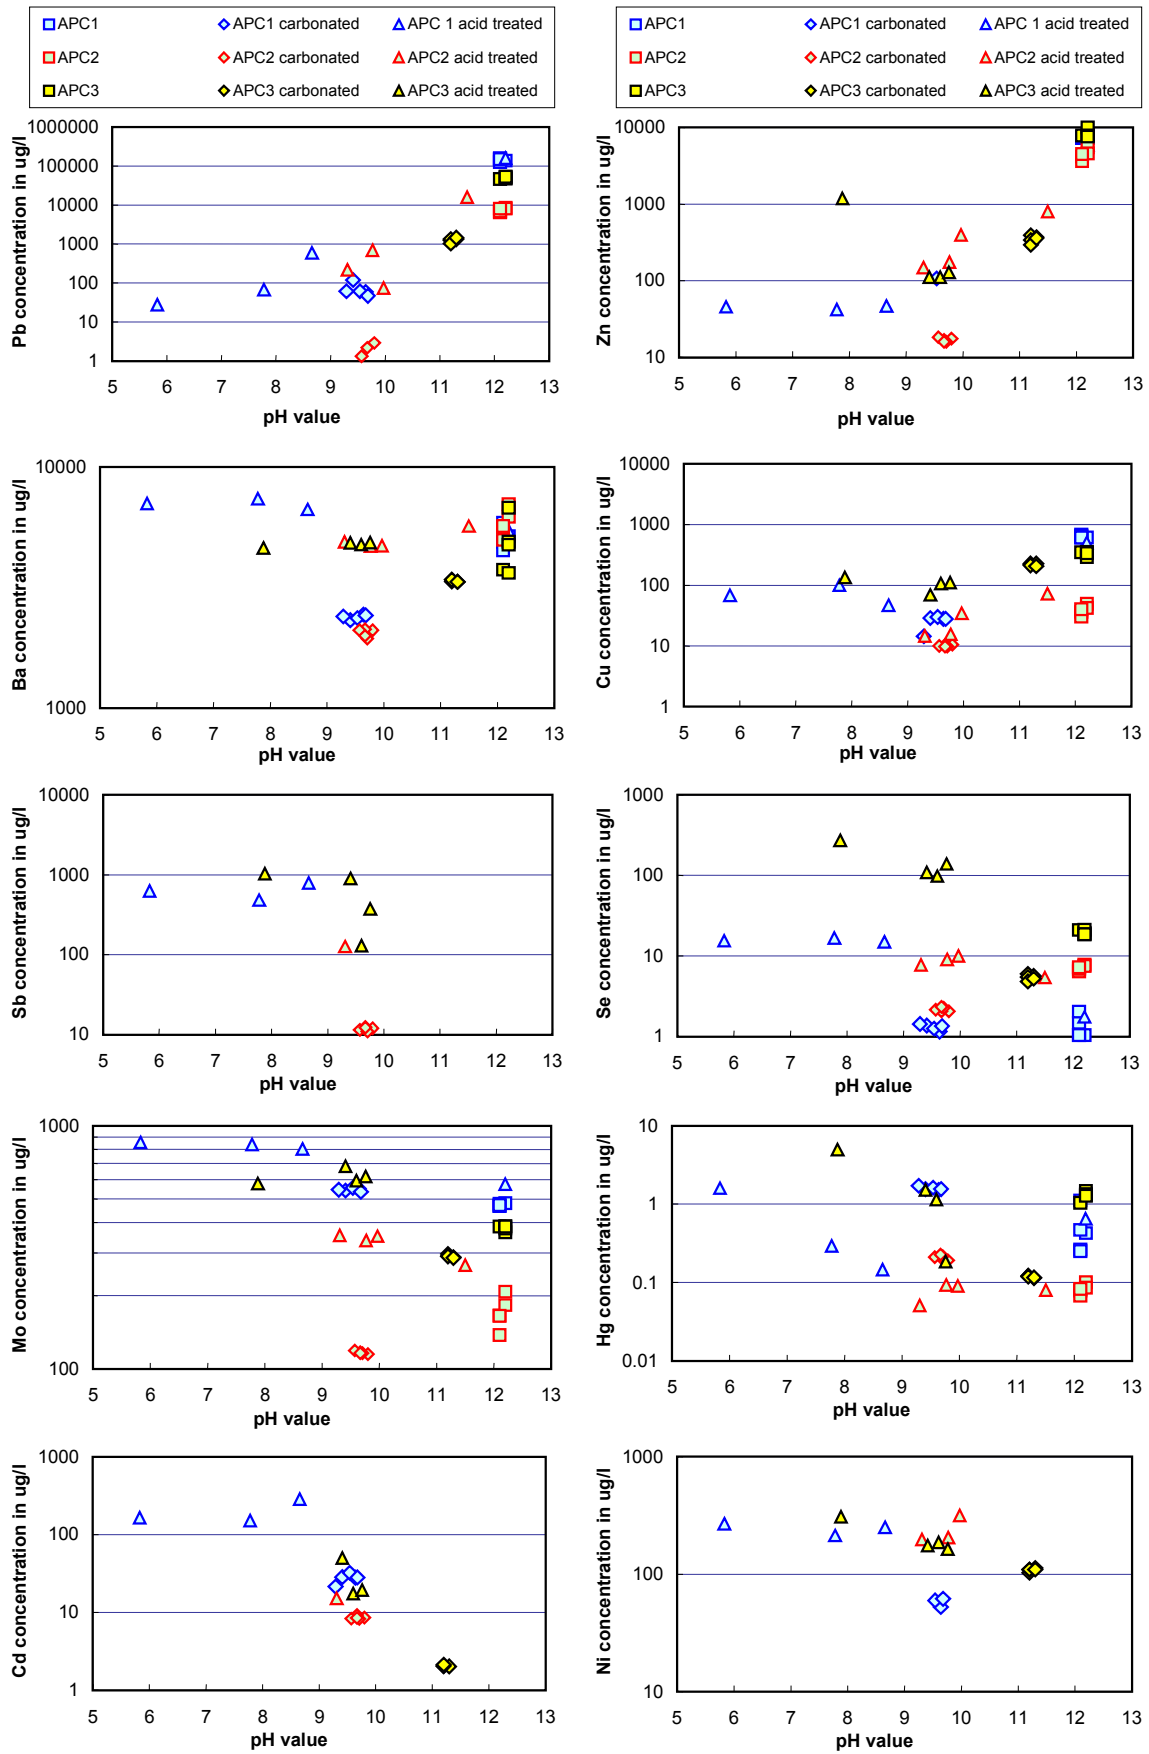 APC1 APC1 carbonated APC 1 acid treated
APC2 APC2 carbonated APC2 acid treated
APC3 APC3 carbonated APC3 acid treated
Pb concentration in ug/l
1000000
100000
10000
1000
100
10
1
5 6 7 8 9 10 11 12 13
pH value
APC1 APC1 carbonated APC 1 acid treated
APC2 APC2 carbonated APC2 acid treated
APC3 APC3 carbonated APC3 acid treated
Zn concentration in ug/l
10000
1000
100
10
5 6 7 8 9 10 11 12 13
pH value
Ba concentration in ug/l
10000
1000
5 6 7 8 9 10 11 12 13
pH value
Cu concentration in ug/l
10000
1000
100
10
1
5 6 7 8 9 10 11 12 13
pH value
Sb concentration in ug/l
10000
1000
100
10
5 6 7 8 9 10 11 12 13
pH value
Se concentration in ug/l
1000
100
10
1
5 6 7 8 9 10 11 12 13
pH value
Mo concentration in ug/l
1000
100
5 6 7 8 9 10 11 12 13
pH value
Hg concentration in ug/l
10
1
0.1
0.01
5 6 7 8 9 10 11 12 13
pH value
Cd concentration in ug/l
1000
100
10
1
5 6 7 8 9 10 11 12 13
pH value
Ni concentration in ug/l
1000
100
10
5 6 7 8 9 10 11 12 13
pH value